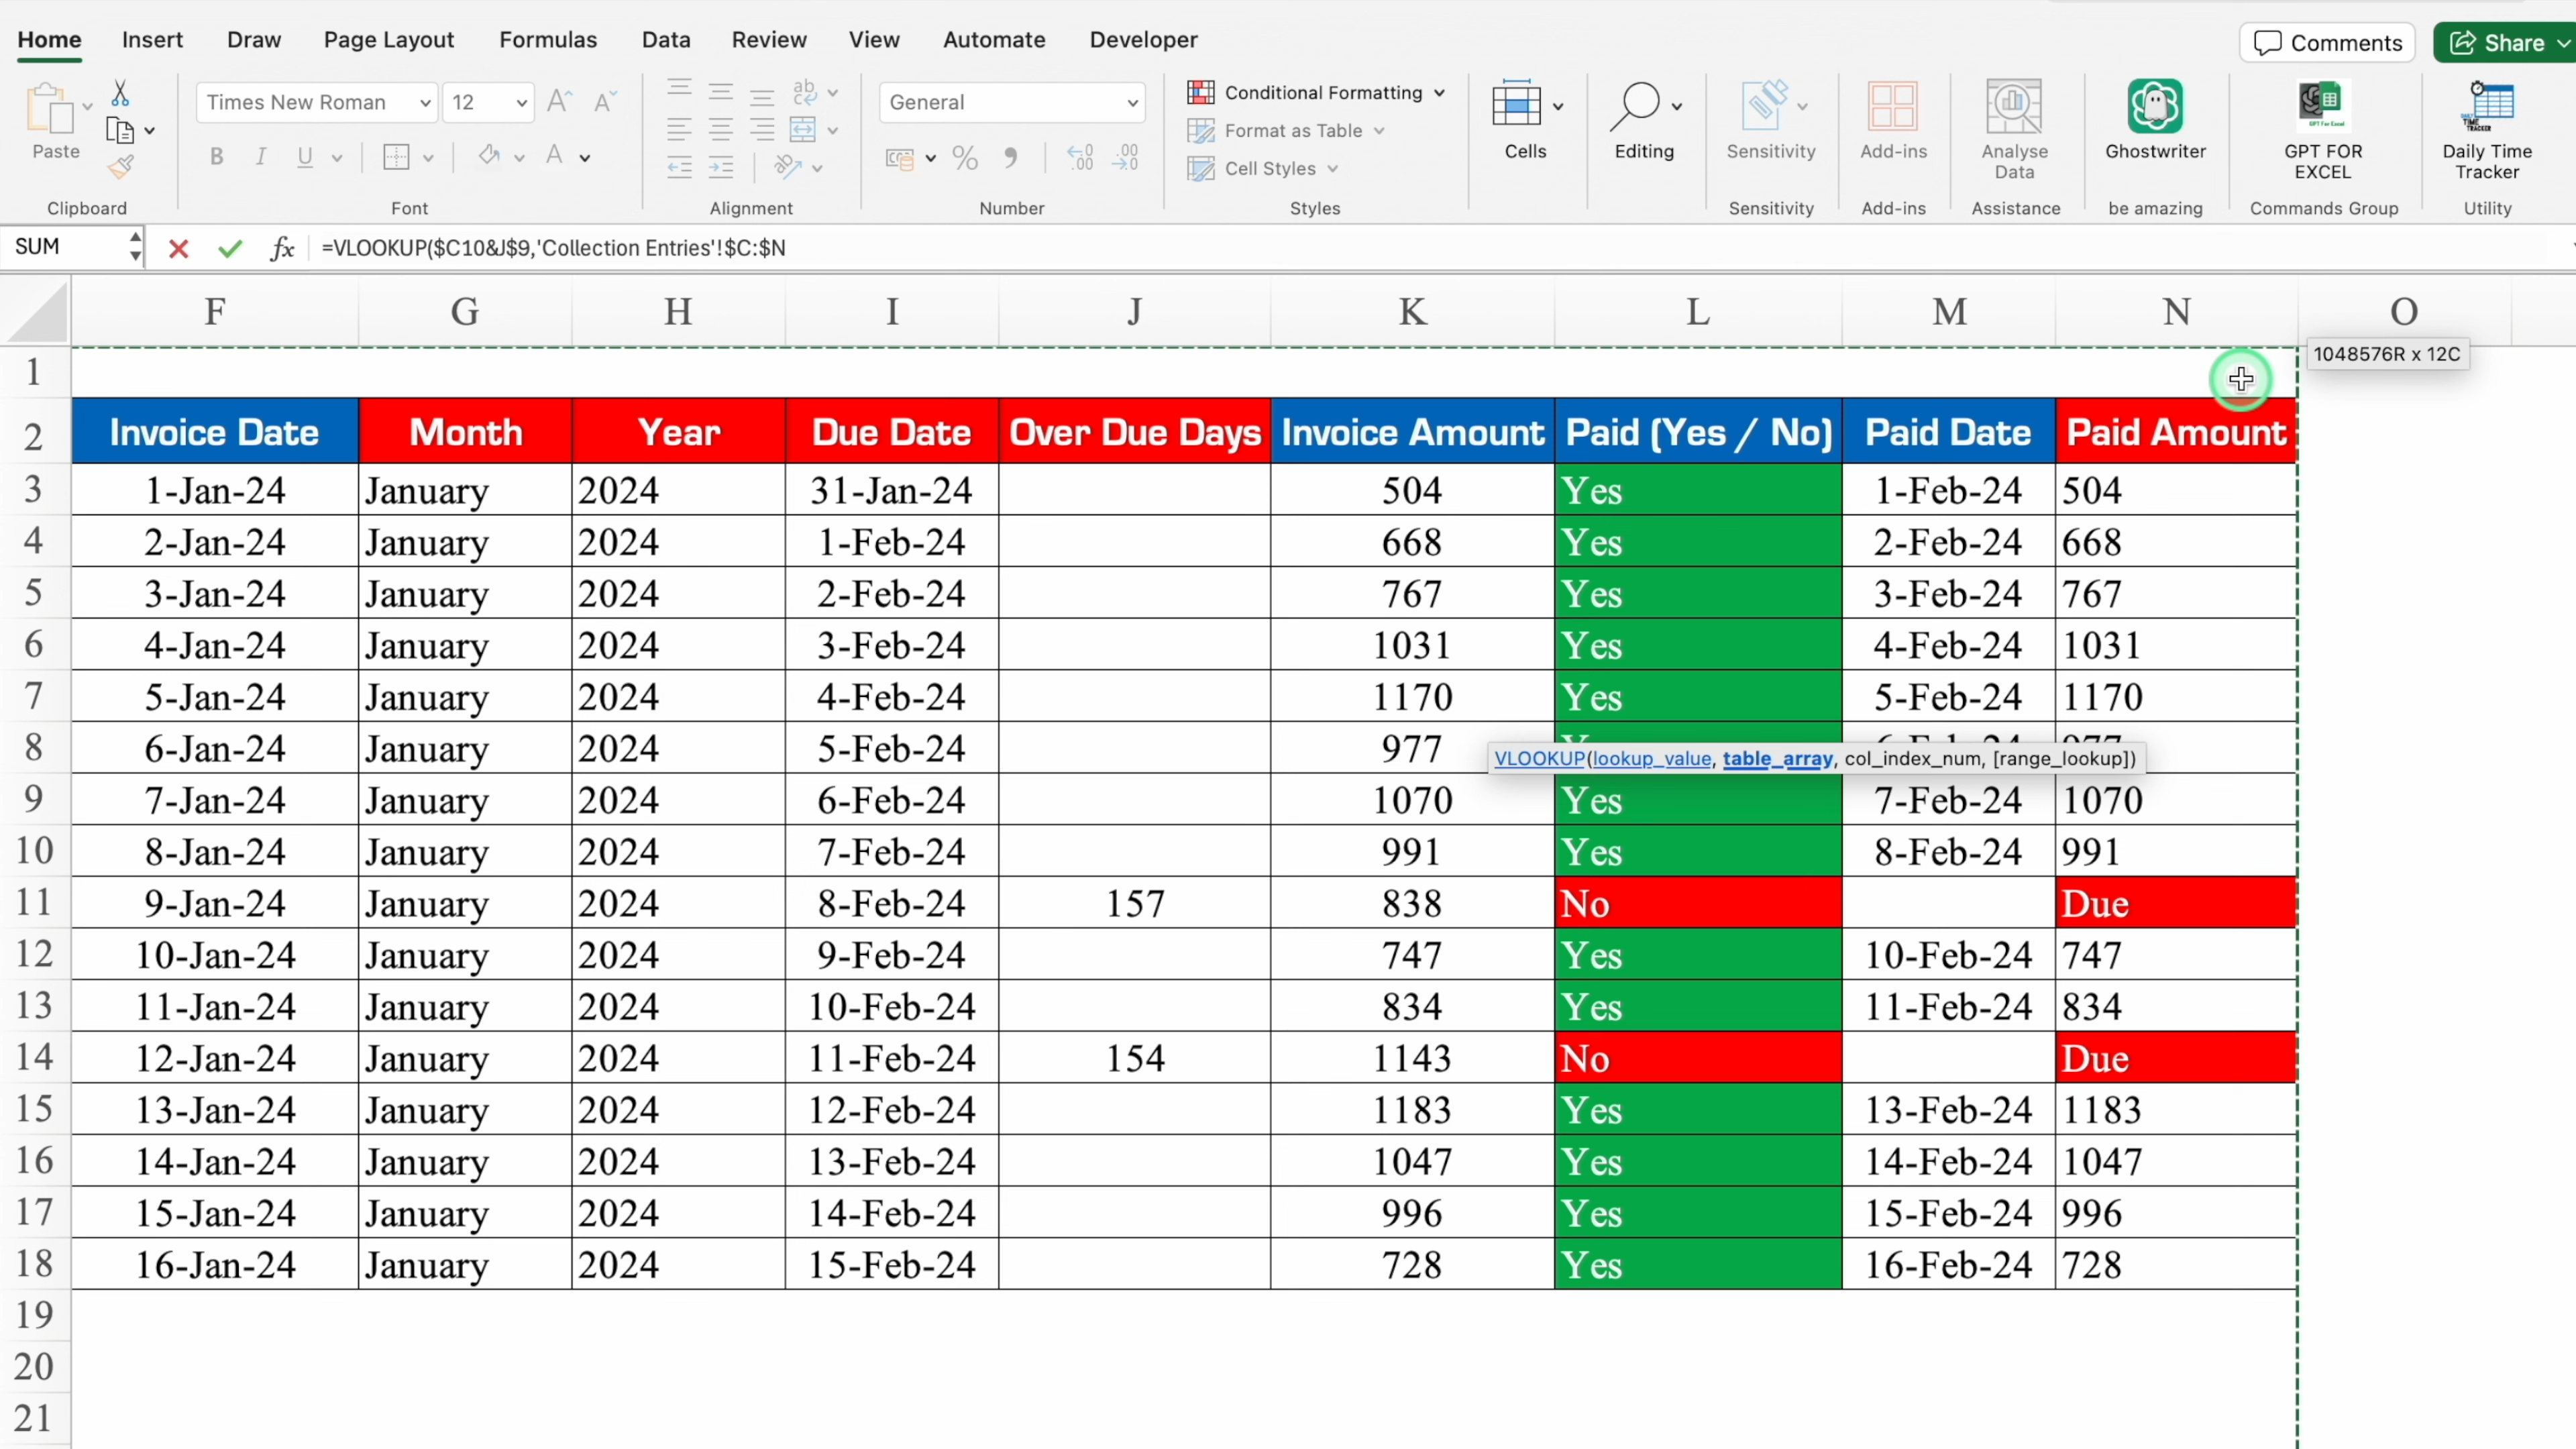 Home Insert Draw Page Layout Formulas Data Review View Automate Developer Comments Share
Times New Roman 12 General Conditional Formatting
Format as Table
Paste Cells Editing Sensitivity Add-ins Analyse Data Ghostwriter GPT FOR EXCEL Daily Time Tracker
B I U A % Cell Styles
Clipboard Font Alignment Number Styles Sensitivity Add-ins Assistance be amazing Commands Group Utility
SUM fx =VLOOKUP($C10&J$9,'Collection Entries'!$C:$N
F G H I J K L M N O
1 1048576R x 12C
2 Invoice Date Month Year Due Date Over Due Days Invoice Amount Paid (Yes / No) Paid Date Paid Amount
3 1-Jan-24 January 2024 31-Jan-24 504 Yes 1-Feb-24 504
4 2-Jan-24 January 2024 1-Feb-24 668 Yes 2-Feb-24 668
5 3-Jan-24 January 2024 2-Feb-24 767 Yes 3-Feb-24 767
6 4-Jan-24 January 2024 3-Feb-24 1031 Yes 4-Feb-24 1031
7 5-Jan-24 January 2024 4-Feb-24 1170 Yes 5-Feb-24 1170
8 6-Jan-24 January 2024 5-Feb-24 977
VLOOKUP(lookup_value, table_array, col_index_num, [range_lookup])
9 7-Jan-24 January 2024 6-Feb-24 1070 Yes 7-Feb-24 1070
10 8-Jan-24 January 2024 7-Feb-24 991 Yes 8-Feb-24 991
11 9-Jan-24 January 2024 8-Feb-24 157 838 No Due
12 10-Jan-24 January 2024 9-Feb-24 747 Yes 10-Feb-24 747
13 11-Jan-24 January 2024 10-Feb-24 834 Yes 11-Feb-24 834
14 12-Jan-24 January 2024 11-Feb-24 154 1143 No Due
15 13-Jan-24 January 2024 12-Feb-24 1183 Yes 13-Feb-24 1183
16 14-Jan-24 January 2024 13-Feb-24 1047 Yes 14-Feb-24 1047
17 15-Jan-24 January 2024 14-Feb-24 996 Yes 15-Feb-24 996
18 16-Jan-24 January 2024 15-Feb-24 728 Yes 16-Feb-24 728
19
20
21